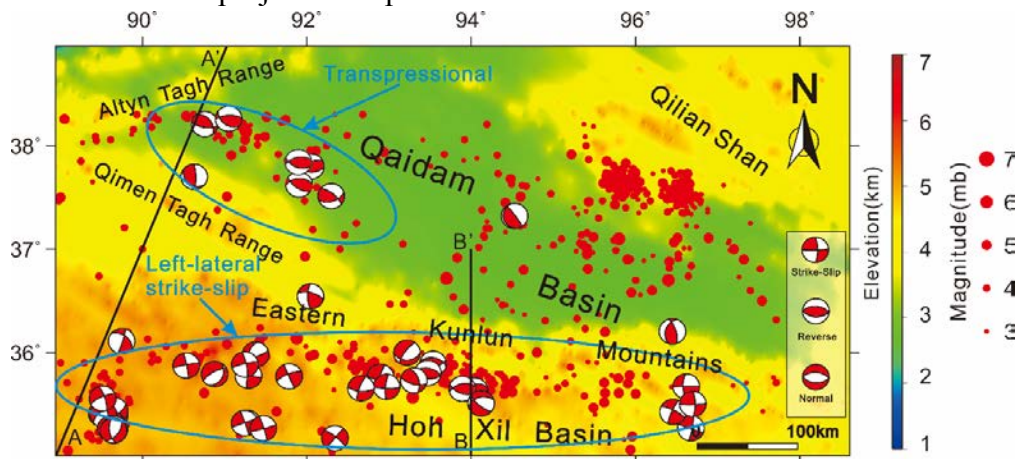 90° 92° 94° 96° 98°
38°
37°
36°
A'
Altyn Tagh Range
Transpressional
Qilian Shan
N
Qaidam
Qimen Tagh Range
B'
Basin
Left-lateral
strike-slip
Eastern
Kunlun
Mountains
A
Hoh Xil Basin
B
100km
Strike-Slip
Reverse
Normal
Elevation(km)
7
6
5
4
3
2
1
Magnitude(mb)
7
6
5
4
3